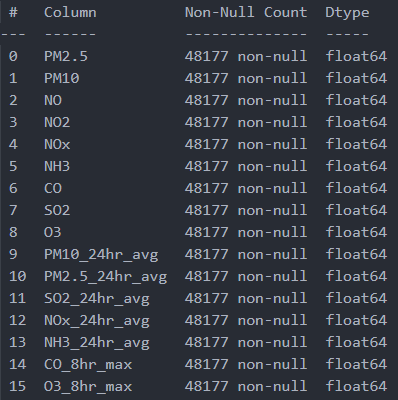 #   Column         Non-Null Count  Dtype
---  ------         --------------  -----
0   PM2.5          48177 non-null  float64
1   PM10           48177 non-null  float64
2   NO             48177 non-null  float64
3   NO2            48177 non-null  float64
4   NOx            48177 non-null  float64
5   NH3            48177 non-null  float64
6   CO             48177 non-null  float64
7   SO2            48177 non-null  float64
8   O3             48177 non-null  float64
9   PM10_24hr_avg  48177 non-null  float64
10  PM2.5_24hr_avg 48177 non-null  float64
11  SO2_24hr_avg   48177 non-null  float64
12  NOx_24hr_avg   48177 non-null  float64
13  NH3_24hr_avg   48177 non-null  float64
14  CO_8hr_max     48177 non-null  float64
15  O3_8hr_max     48177 non-null  float64